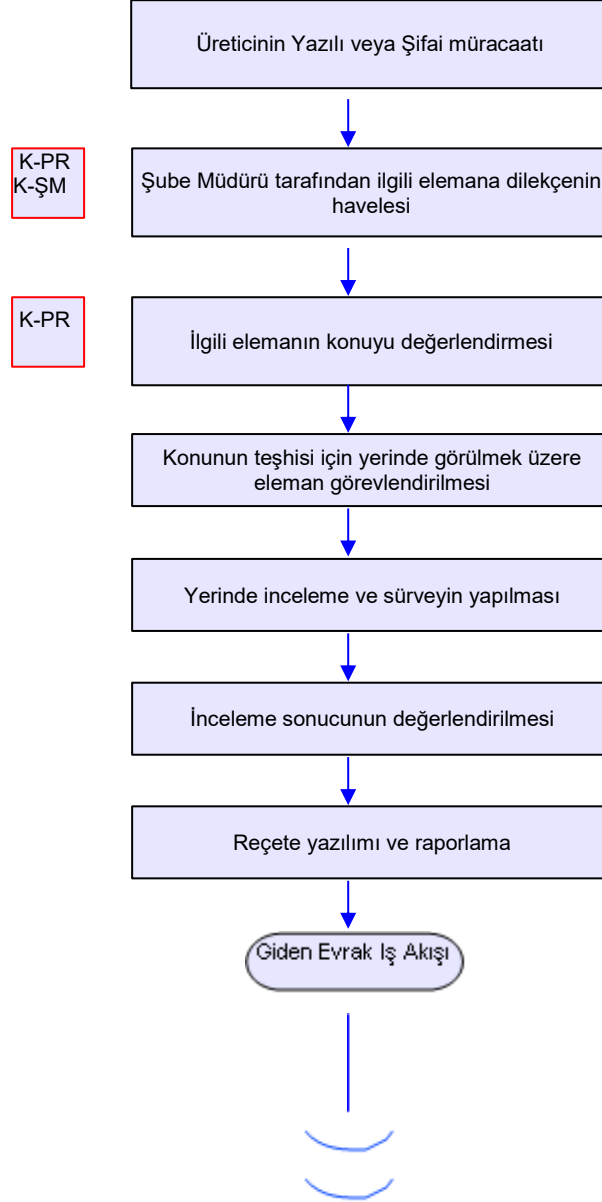 Üreticinin Yazılı veya Şifai müracaatı
K-PR
K-ŞM
Şube Müdürü tarafından ilgili elemana dilekçenin
havelesi
K-PR
İlgili elemanın konuyu değerlendirmesi
Konunun teşhisi için yerinde görülmek üzere
eleman görevlendirilmesi
Yerinde inceleme ve sürveyin yapılması
İnceleme sonucunun değerlendirilmesi
Reçete yazılımı ve raporlama
Giden Evrak Iş Akışı